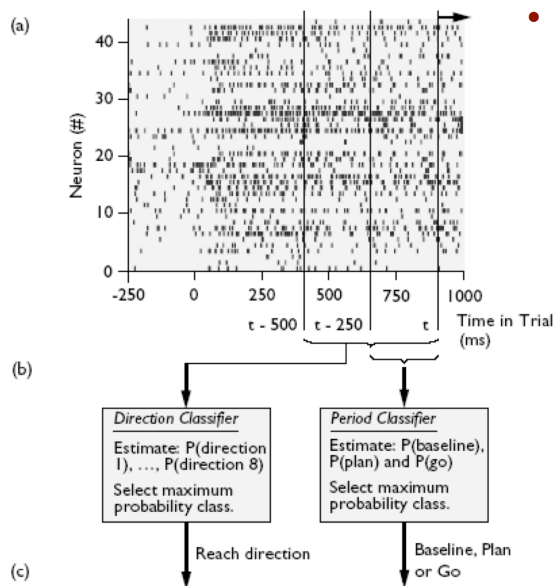 (a)
40
30
20
10
0
Neuron (#)
-250 0 250 500 750 1000
t - 500 t - 250 t Time in Trial
(ms)
(b)
Direction Classifier
Estimate: P(direction
1), ..., P(direction 8)
Select maximum
probability class.
Period Classifier
Estimate: P(baseline),
P(plan) and P(go)
Select maximum
probability class.
Reach direction
Baseline, Plan
or Go
(c)